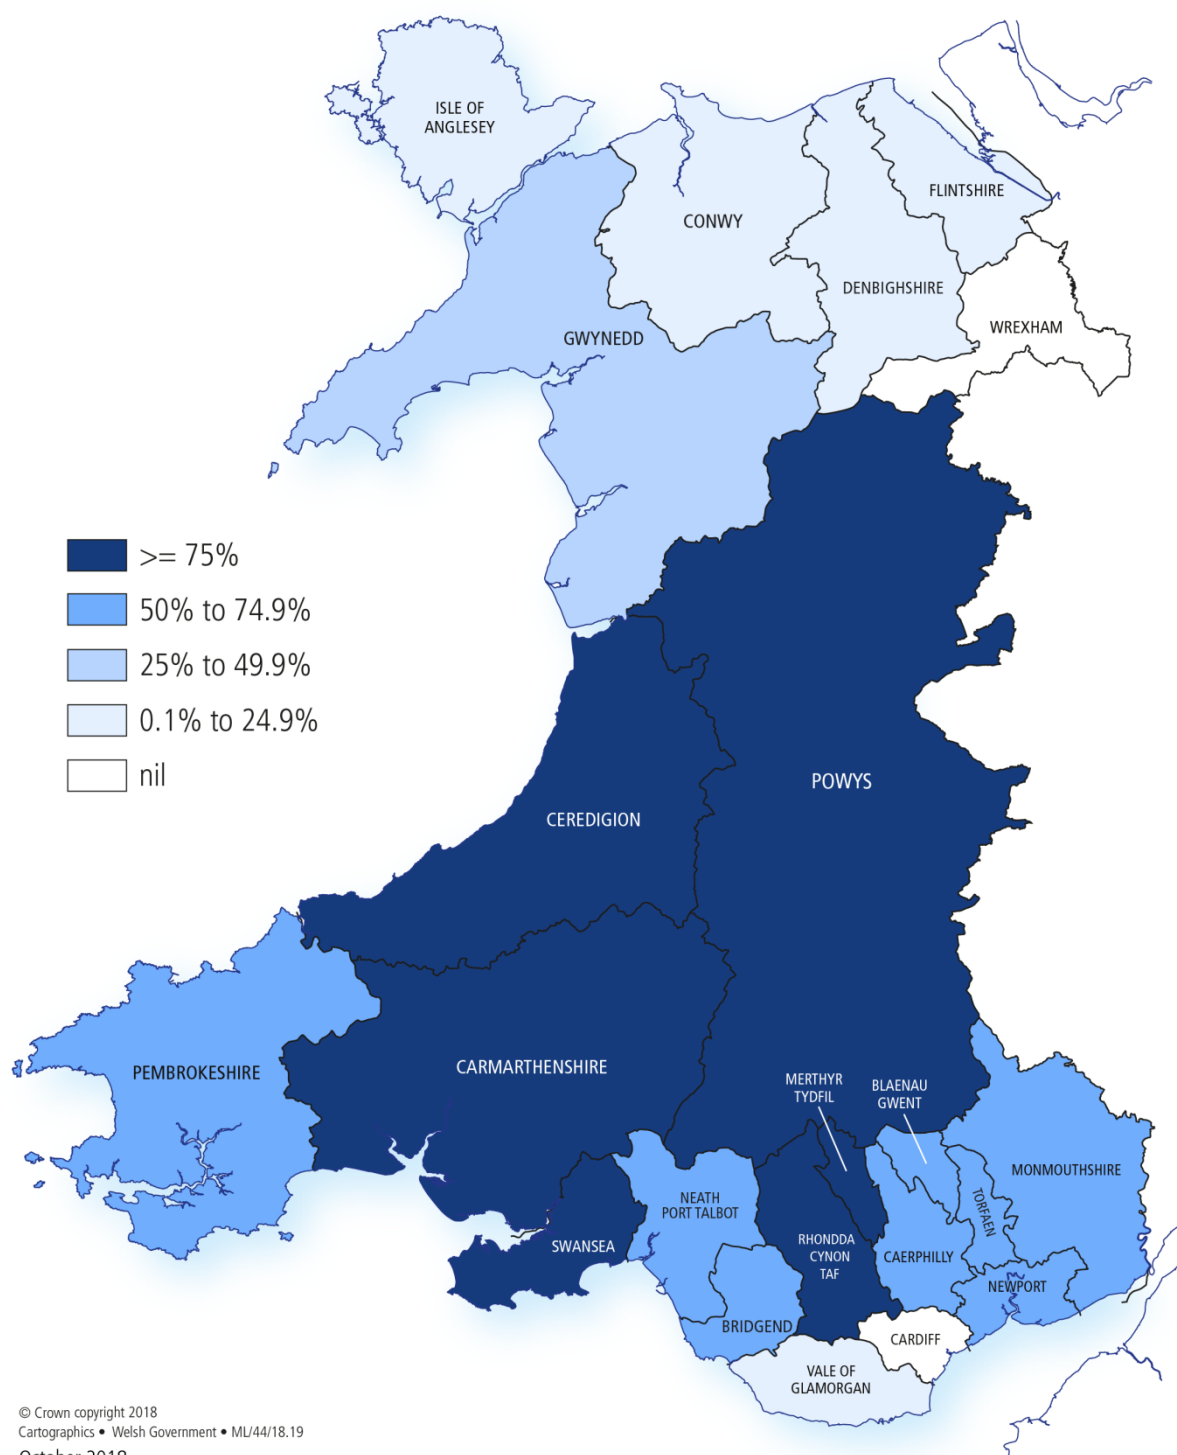 ISLE OF
ANGLESEY
FLINTSHIRE
CONWY
DENBIGHSHIRE
WREXHAM
GWYNEDD
>= 75%
50% to 74.9%
25% to 49.9%
0.1% to 24.9%
nil
POWYS
CEREDIGION
CARMARTHENSHIRE
PEMBROKESHIRE
MERTHYR
TYDFIL
BLAENAU
GWENT
MONMOUTHSHIRE
NEATH
PORT TALBOT
TORFAEN
SWANSEA
RHONDDA
CYNON
TAF
CAERPHILLY
NEWPORT
BRIDGEND
CARDIFF
VALE OF
GLAMORGAN
© Crown copyright 2018
Cartographics • Welsh Government • ML/44/18.19
October 2018